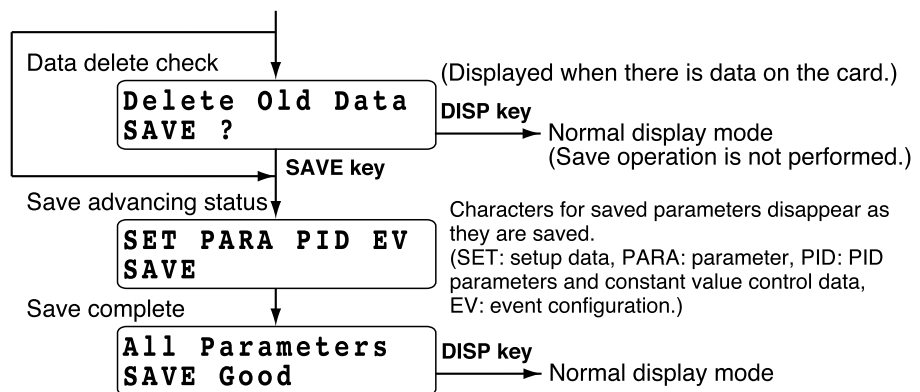 Data delete check
(Displayed when there is data on the card.)
Delete Old Data
SAVE ?
DISP key
Normal display mode
(Save operation is not performed.)
SAVE key
Save advancing status
SET PARA PID EV
SAVE
Characters for saved parameters disappear as
they are saved.
(SET: setup data, PARA: parameter, PID: PID
parameters and constant value control data,
EV: event configuration.)
Save complete
All Parameters
SAVE Good
DISP key
Normal display mode